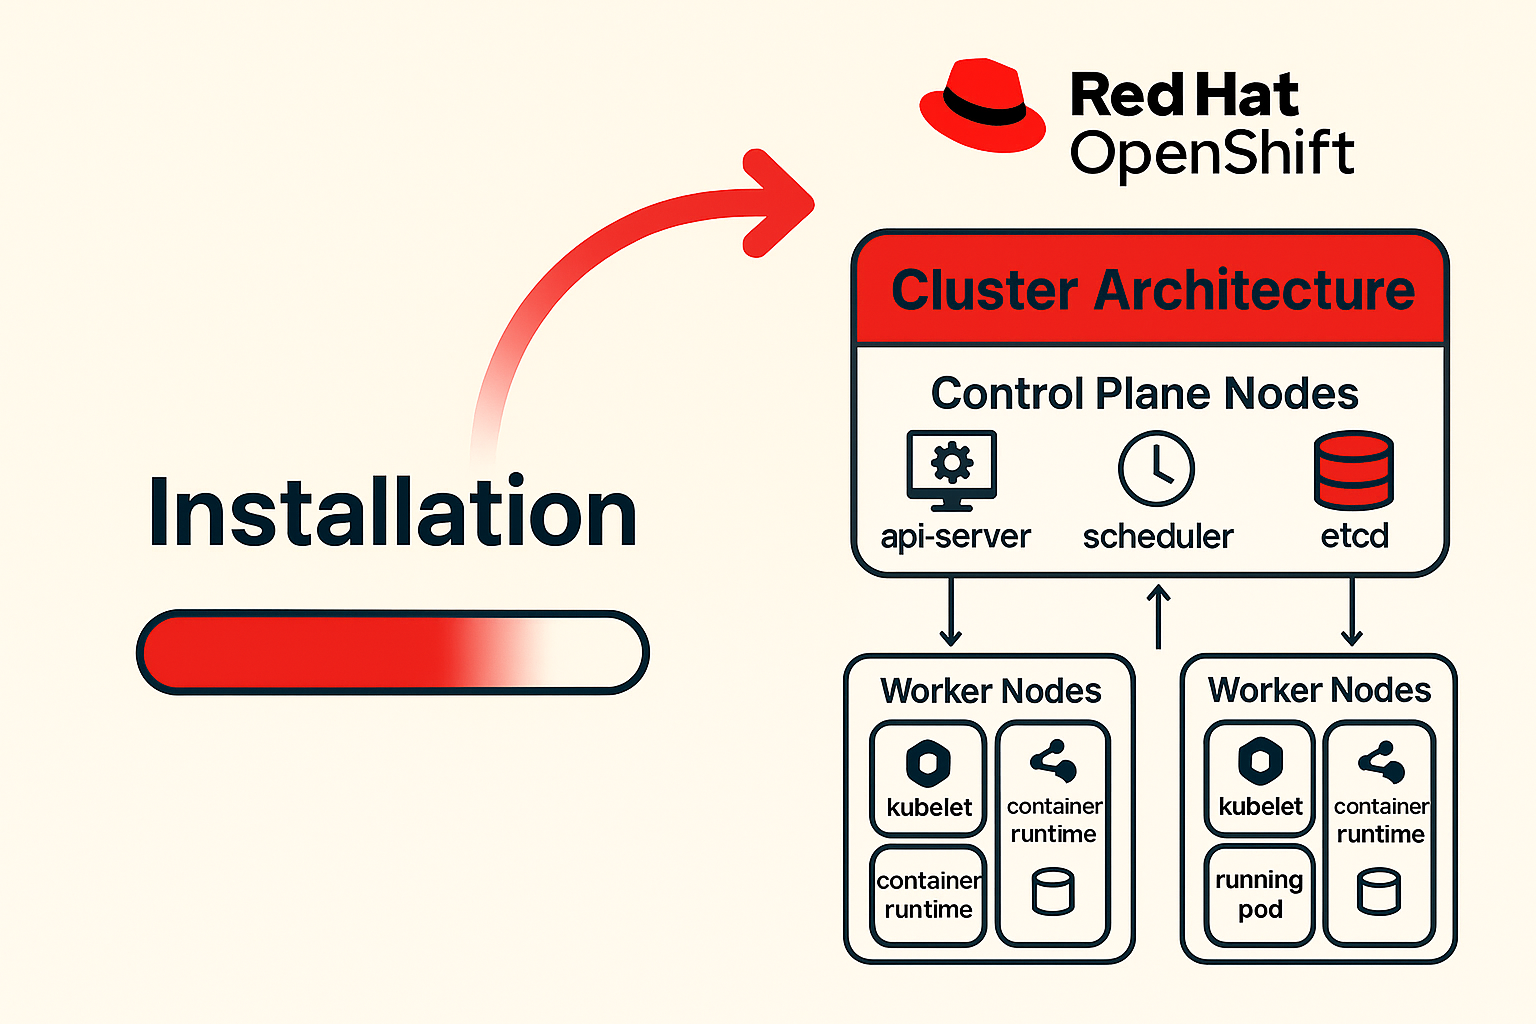 Red Hat
OpenShift
Installation
Cluster Architecture
Control Plane Nodes
api-server
scheduler
etcd
Worker Nodes
kubelet
container
runtime
container
runtime
Worker Nodes
kubelet
container
runtime
running
pod